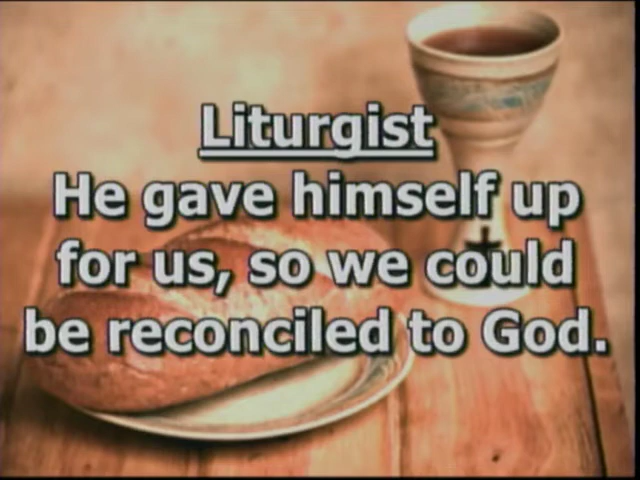 Liturgist
He gave himself up
for us, so we could
be reconciled to God.